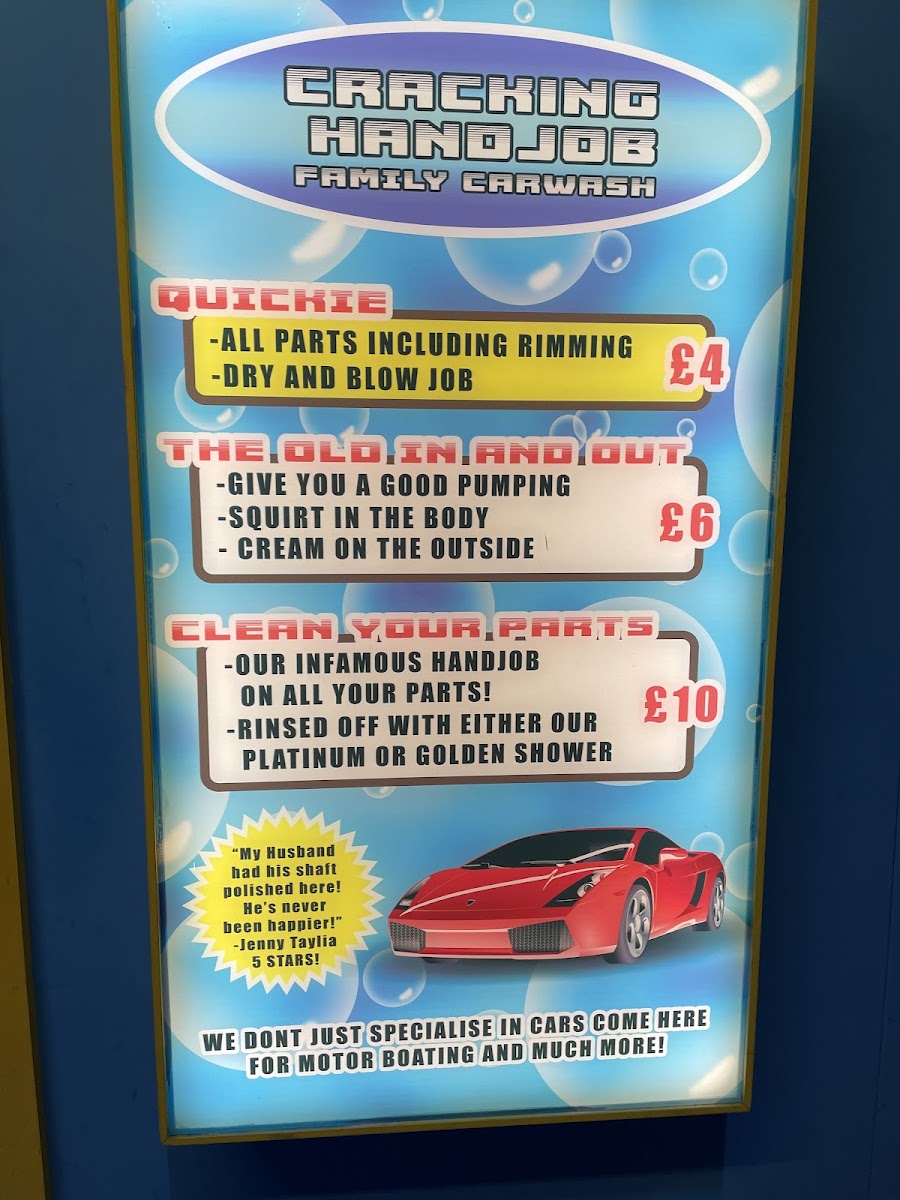 CRACKING
HANDJOB
FAMILY CARWASH
QUICKIE
-ALL PARTS INCLUDING RIMMING
-DRY AND BLOW JOB
£4
THE OLD IN AND OUT
-GIVE YOU A GOOD PUMPING
-SQUIRT IN THE BODY
- CREAM ON THE OUTSIDE
£6
CLEAN YOUR PARTS
-OUR INFAMOUS HANDJOB
ON ALL YOUR PARTS!
-RINSED OFF WITH EITHER OUR
PLATINUM OR GOLDEN SHOWER
£10
"My Husband
had his shaft
polished here!
He's never
been happier!"
-Jenny Taylia
5 STARS!
WE DONT JUST SPECIALISE IN CARS COME HERE
FOR MOTOR BOATING AND MUCH MORE!